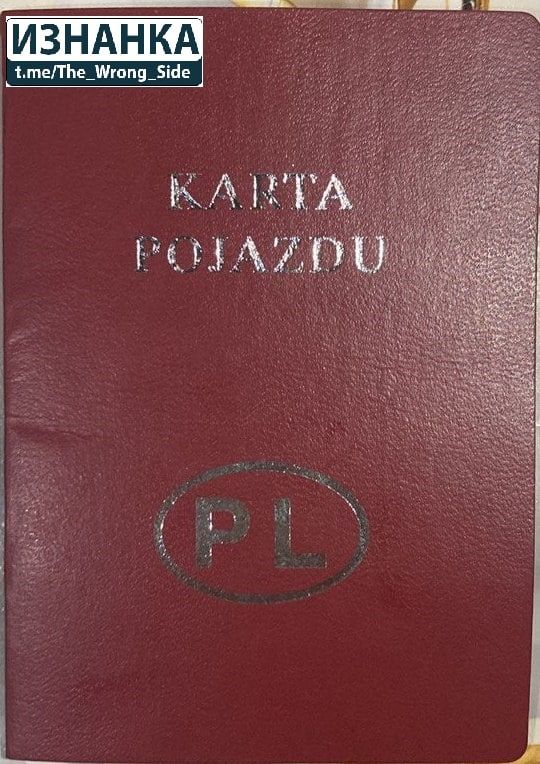 ИЗНАНКА
t.me/The_Wrong_Side
KARTA
POJAZDU
PL